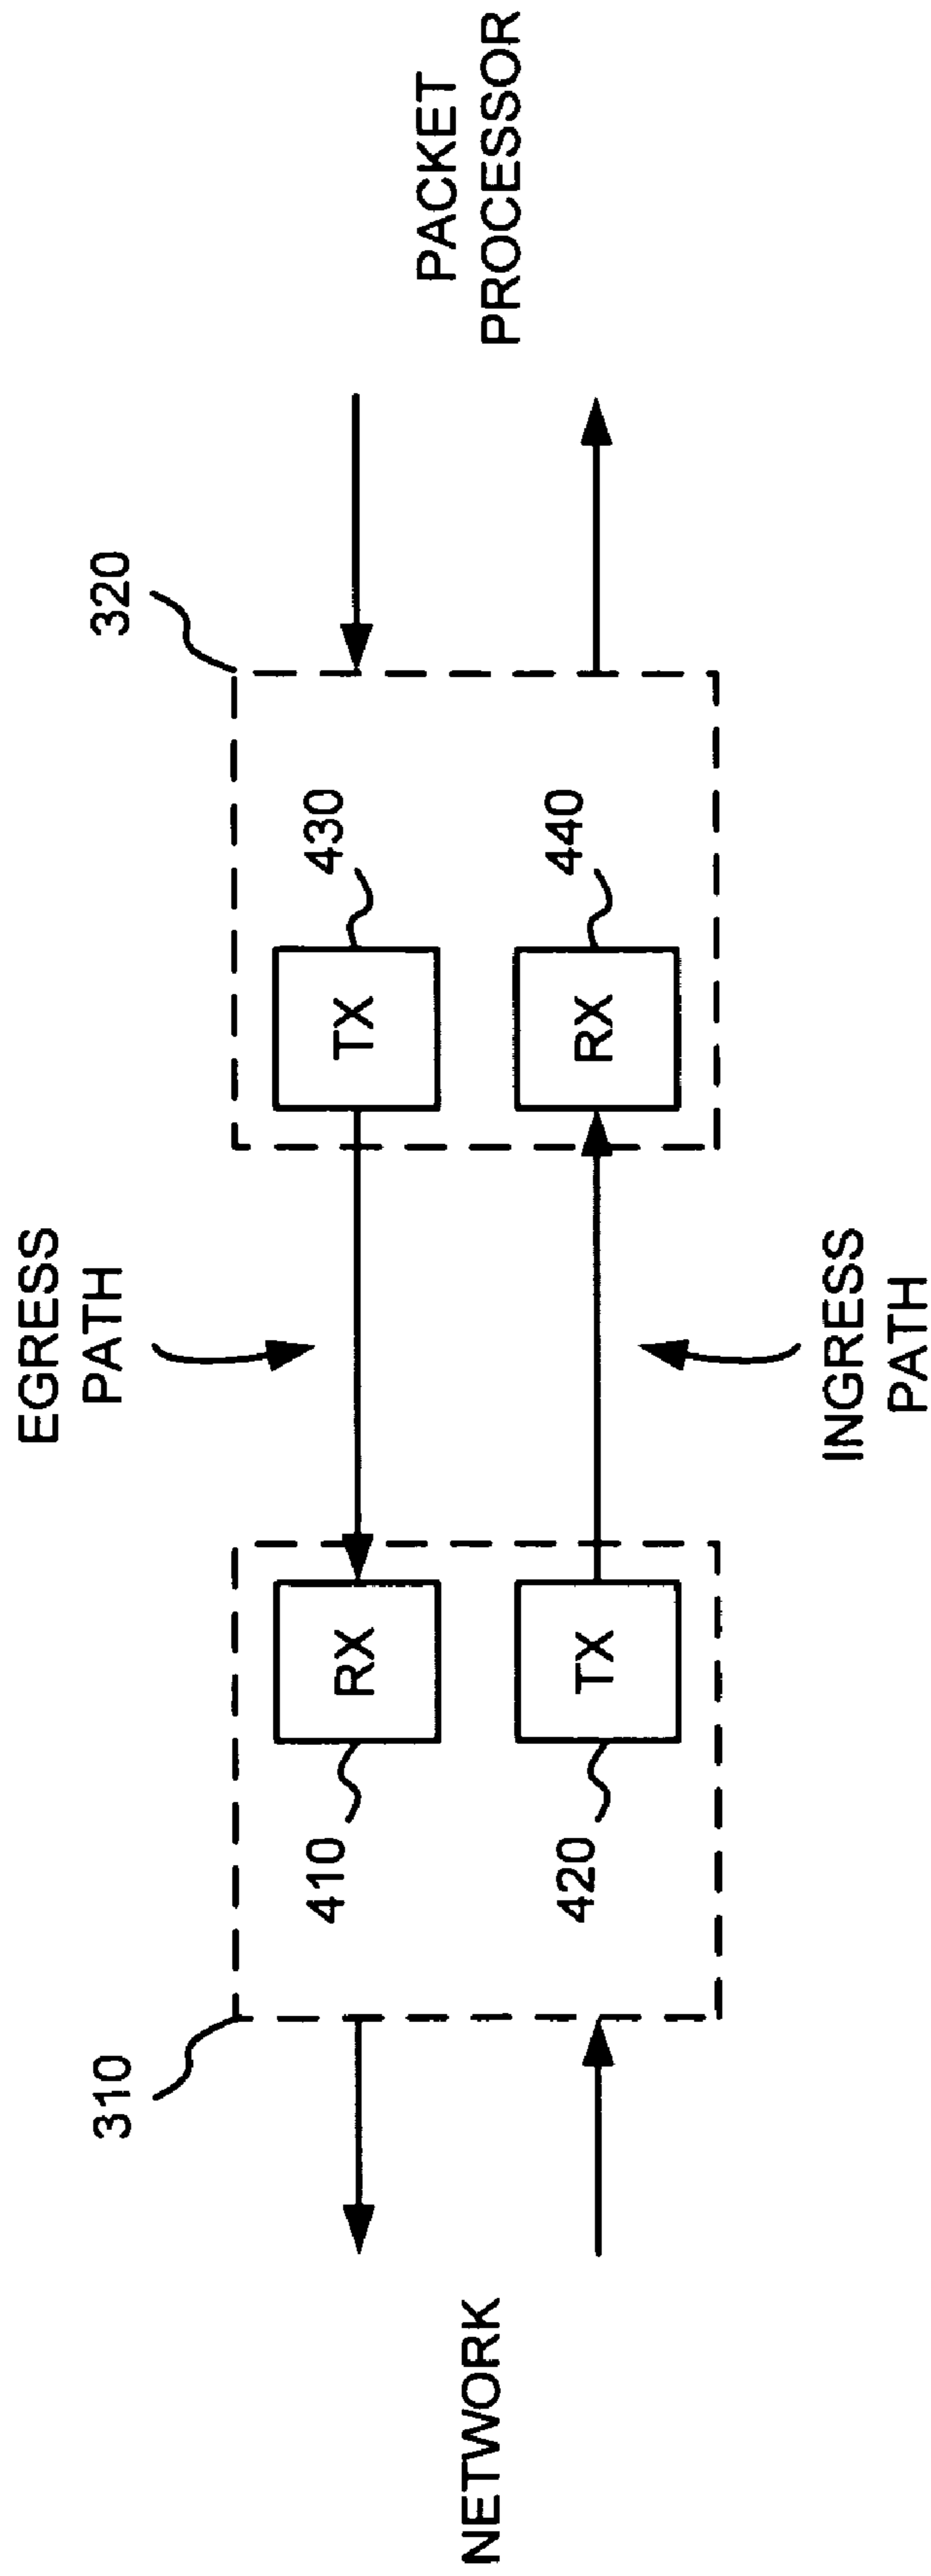 EGRESS
PATH
310
320
410
RX
TX
430
NETWORK
PACKET
PROCESSOR
420
TX
RX
440
INGRESS
PATH